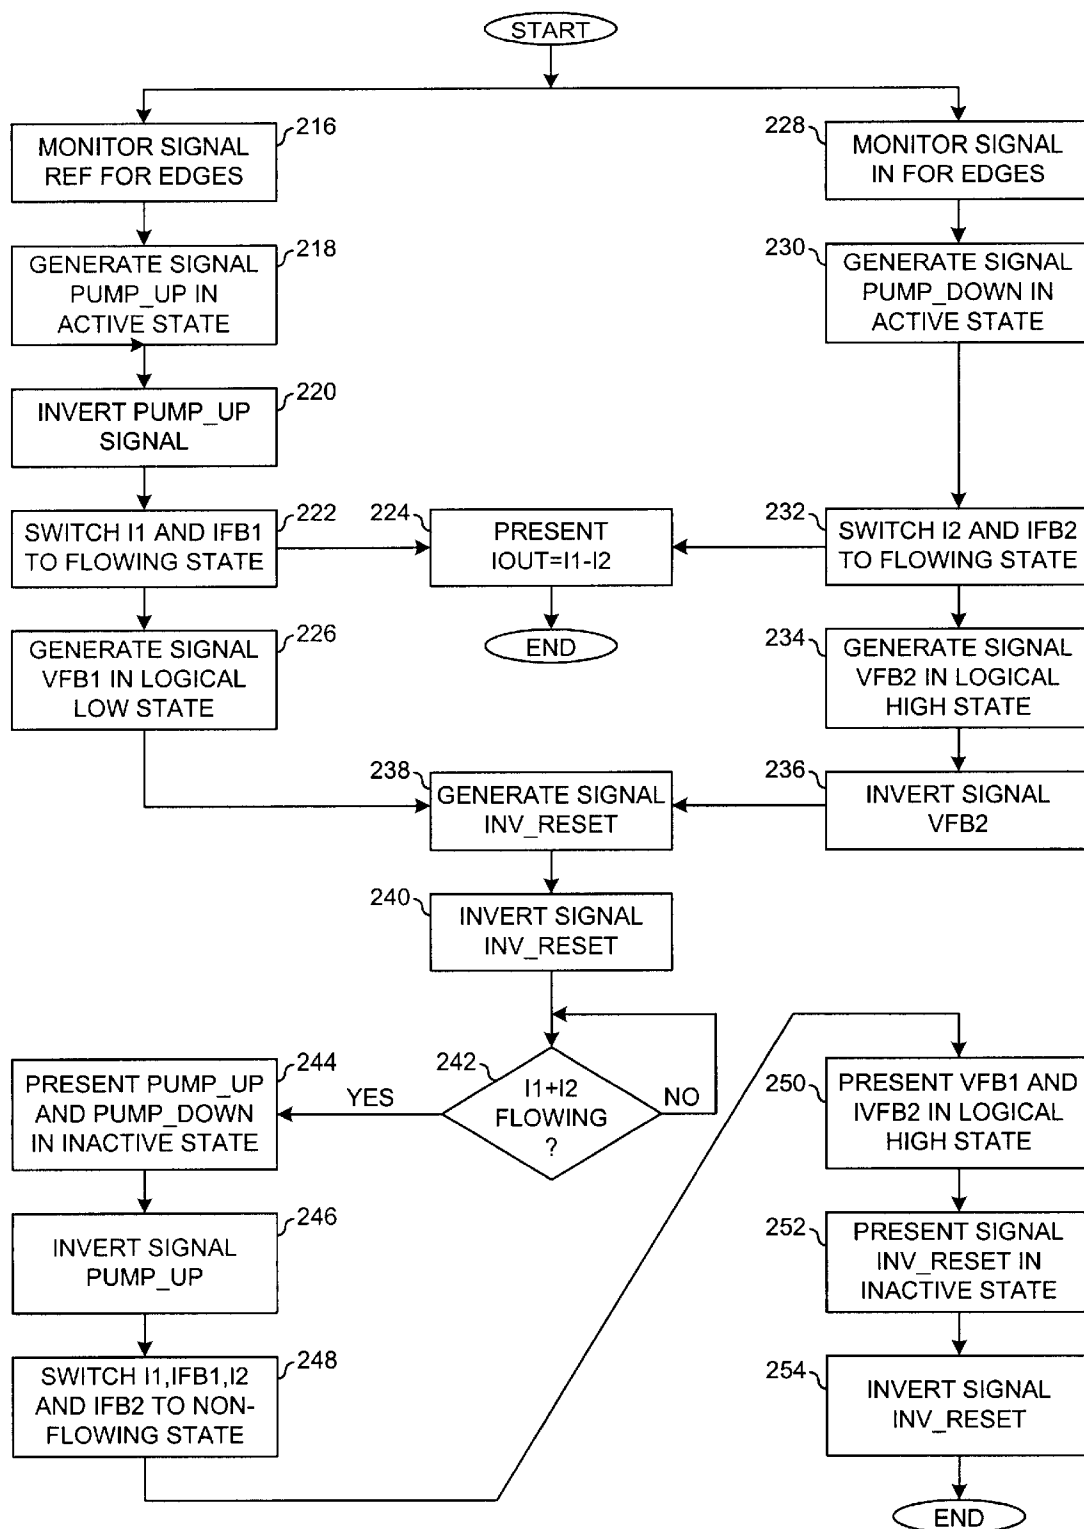 START
216
MONITOR SIGNAL
REF FOR EDGES
228
MONITOR SIGNAL
IN FOR EDGES
218
GENERATE SIGNAL
PUMP_UP IN
ACTIVE STATE
230
GENERATE SIGNAL
PUMP_DOWN IN
ACTIVE STATE
220
INVERT PUMP_UP
SIGNAL
222
SWITCH I1 AND IFB1
TO FLOWING STATE
224
PRESENT
IOUT=I1-I2
232
SWITCH I2 AND IFB2
TO FLOWING STATE
END
226
GENERATE SIGNAL
VFB1 IN LOGICAL
LOW STATE
234
GENERATE SIGNAL
VFB2 IN LOGICAL
HIGH STATE
238
GENERATE SIGNAL
INV_RESET
236
INVERT SIGNAL
VFB2
240
INVERT SIGNAL
INV_RESET
242
I1+I2
FLOWING
?
YES
NO
244
PRESENT PUMP_UP
AND PUMP_DOWN
IN INACTIVE STATE
246
INVERT SIGNAL
PUMP_UP
248
SWITCH I1,IFB1,I2
AND IFB2 TO NON-
FLOWING STATE
250
PRESENT VFB1 AND
IVFB2 IN LOGICAL
HIGH STATE
252
PRESENT SIGNAL
INV_RESET IN
INACTIVE STATE
254
INVERT SIGNAL
INV_RESET
END